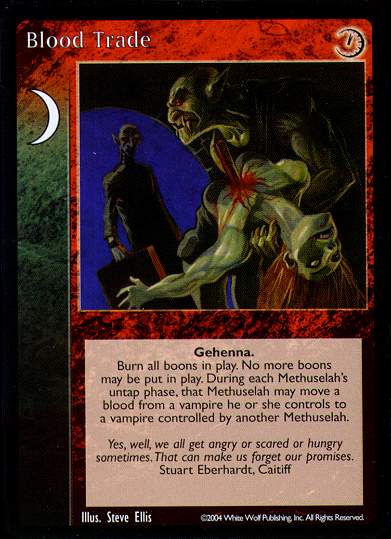 Blood Trade
Gehenna.
Burn all boons in play. No more boons
may be put in play. During each Methuselah's
untap phase, that Methuselah may move a
blood from a vampire he or she controls to
a vampire controlled by another Methuselah.
Yes, well, we all get angry or scared or hungry
sometimes. That can make us forget our promises.
Stuart Eberhardt, Caitiff
Illus. Steve Ellis
©2004 White Wolf Publishing, Inc. All Rights Reserved.